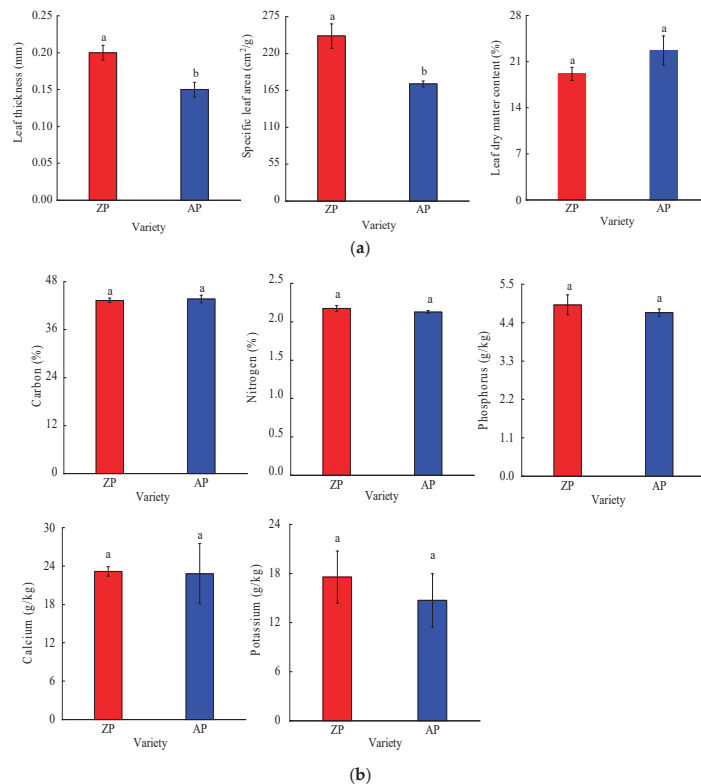 Leaf thickness (mm)
0.25
0.20
0.15
0.10
0.05
0.00
a
b
ZP
AP
Variety
Specific leaf area (cm²/g)
275
220
165
110
55
0
a
b
ZP
AP
Variety
Leaf dry matter content (%)
28
21
14
7
0
a
a
ZP
AP
Variety
(a)
Carbon (%)
48
36
24
12
0
a
a
ZP
AP
Variety
Nitrogen (%)
2.5
2.0
1.5
1.0
0.5
0.0
a
a
ZP
AP
Variety
Phosphorus (g/kg)
5.5
4.4
3.3
2.2
1.1
0.0
a
a
ZP
AP
Variety
Calcium (g/kg)
30
24
18
12
6
0
a
a
ZP
AP
Variety
Potassium (g/kg)
24
18
12
6
0
a
a
ZP
AP
Variety
(b)